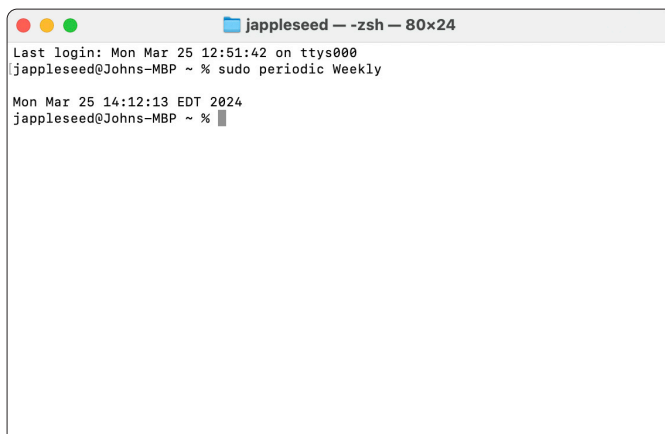 jappleseed — -zsh — 80×24
Last login: Mon Mar 25 12:51:42 on ttys000
[jappleseed@Johns-MBP ~ % sudo periodic Weekly
Mon Mar 25 14:12:13 EDT 2024
jappleseed@Johns-MBP ~ %